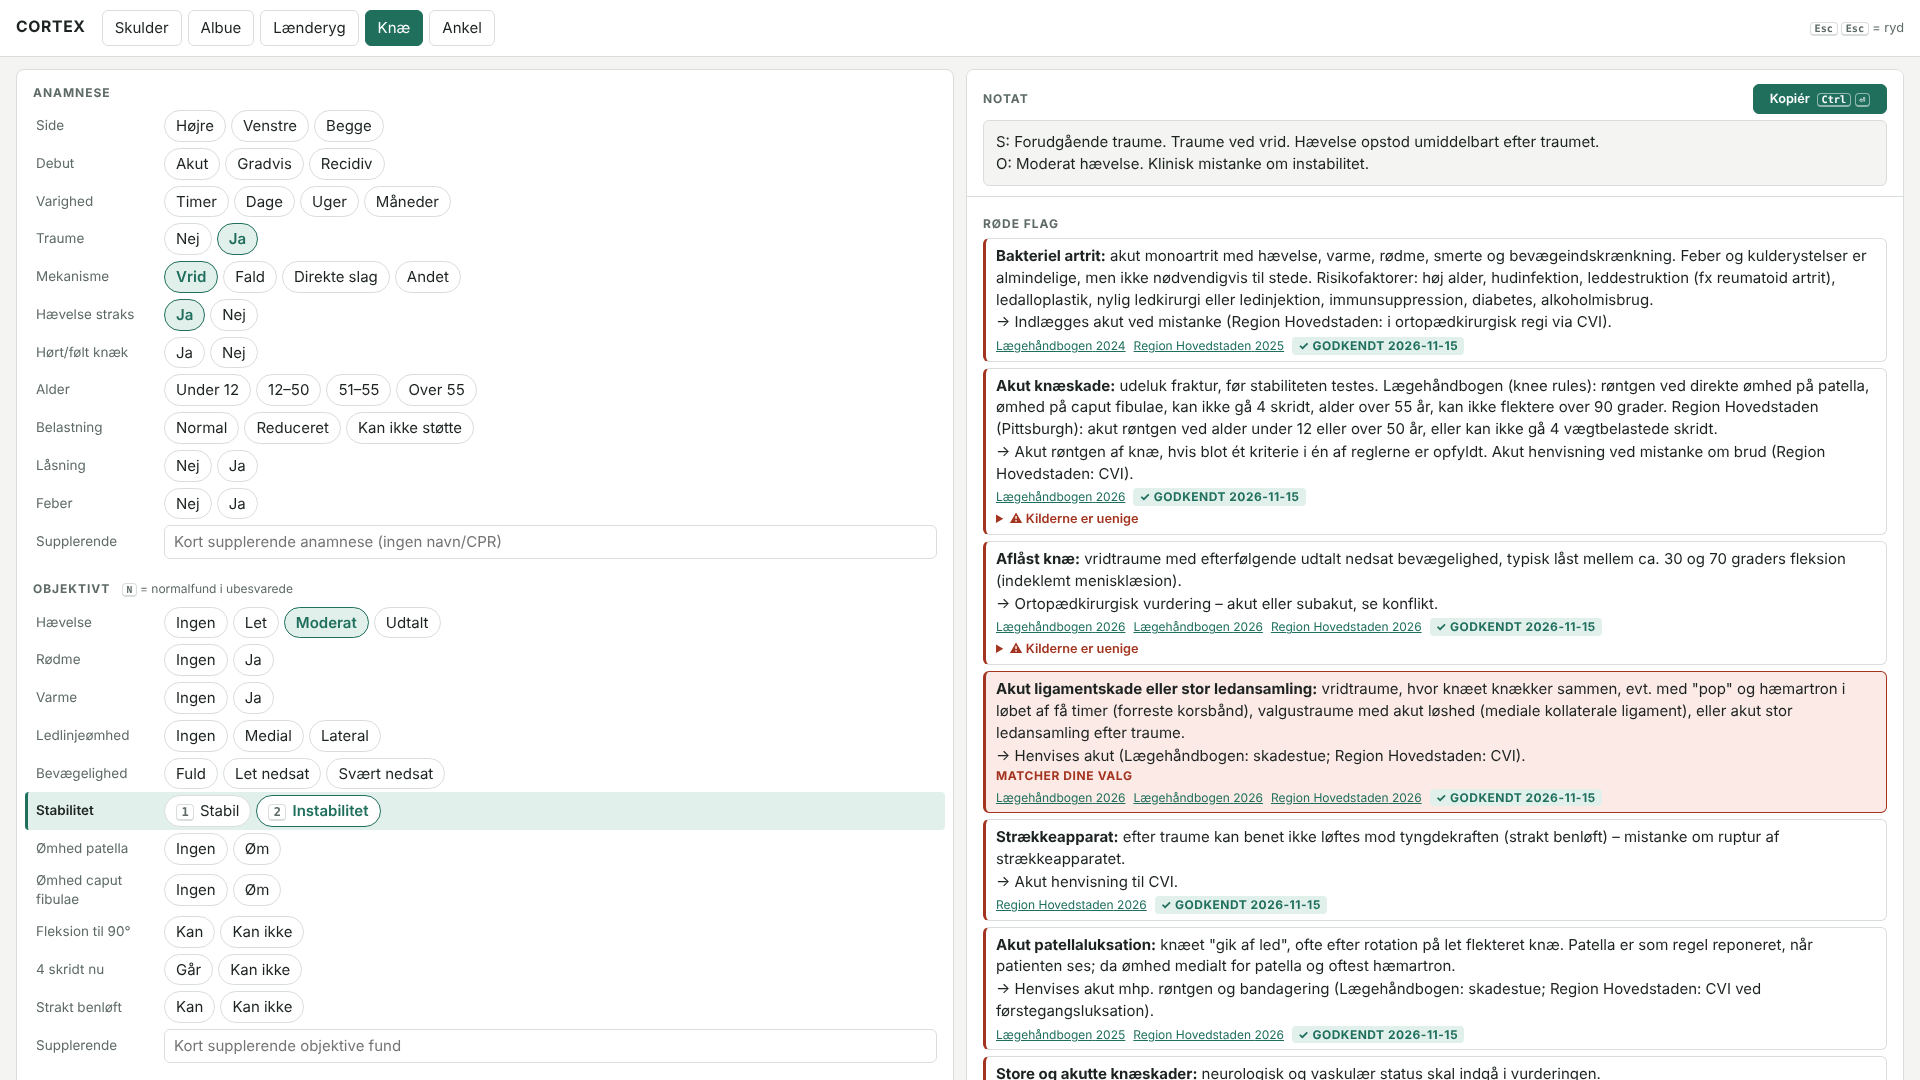 CORTEX Skulder Albue Lænderyg Knæ Ankel Esc Esc = ryd
ANAMNESE
Side Højre Venstre Begge
Debut Akut Gradvis Recidiv
Varighed Timer Dage Uger Måneder
Traume Nej Ja
Mekanisme Vrid Fald Direkte slag Andet
Hævelse straks Ja Nej
Hørt/følt knæk Ja Nej
Alder Under 12 12–50 51–55 Over 55
Belastning Normal Reduceret Kan ikke støtte
Låsning Nej Ja
Feber Nej Ja
Supplerende Kort supplerende anamnese (ingen navn/CPR)
OBJEKTIVT N = normalfund i ubesvarede
Hævelse Ingen Let Moderat Udtalt
Rødme Ingen Ja
Varme Ingen Ja
Ledlinjeømhed Ingen Medial Lateral
Bevægelighed Fuld Let nedsat Svært nedsat
Stabilitet 1 Stabil 2 Instabilitet
Ømhed patella Ingen Øm
Ømhed caput
fibulae Ingen Øm
Fleksion til 90° Kan Kan ikke
4 skridt nu Går Kan ikke
Strakt benløft Kan Kan ikke
Supplerende Kort supplerende objektive fund
NOTAT Kopiér Ctrl ⏎
S: Forudgående traume. Traume ved vrid. Hævelse opstod umiddelbart efter traumet.
O: Moderat hævelse. Klinisk mistanke om instabilitet.
RØDE FLAG
Bakteriel artrit: akut monoartrit med hævelse, varme, rødme, smerte og bevægeindskrænkning. Feber og kulderystelser er
almindelige, men ikke nødvendigvis til stede. Risikofaktorer: høj alder, hudinfektion, leddestruktion (fx reumatoid artrit),
ledalloplastik, nylig ledkirurgi eller ledinjektion, immunsuppression, diabetes, alkoholmisbrug.
→ Indlægges akut ved mistanke (Region Hovedstaden: i ortopædkirurgisk regi via CVI).
Lægehåndbogen 2024 Region Hovedstaden 2025 ✓ GODKENDT 2026-11-15
Akut knæskade: udeluk fraktur, før stabiliteten testes. Lægehåndbogen (knee rules): røntgen ved direkte ømhed på patella,
ømhed på caput fibulae, kan ikke gå 4 skridt, alder over 55 år, kan ikke flektere over 90 grader. Region Hovedstaden
(Pittsburgh): akut røntgen ved alder under 12 eller over 50 år, eller kan ikke gå 4 vægtbelastede skridt.
→ Akut røntgen af knæ, hvis blot ét kriterie i én af reglerne er opfyldt. Akut henvisning ved mistanke om brud (Region
Hovedstaden: CVI).
Lægehåndbogen 2026 ✓ GODKENDT 2026-11-15
▶ ⚠ Kilderne er uenige
Aflåst knæ: vridtraume med efterfølgende udtalt nedsat bevægelighed, typisk låst mellem ca. 30 og 70 graders fleksion
(indeklemt menisklæsion).
→ Ortopædkirurgisk vurdering – akut eller subakut, se konflikt.
Lægehåndbogen 2026 Lægehåndbogen 2026 Region Hovedstaden 2026 ✓ GODKENDT 2026-11-15
▶ ⚠ Kilderne er uenige
Akut ligamentskade eller stor ledansamling: vridtraume, hvor knæet knækker sammen, evt. med "pop" og hæmartron i
løbet af få timer (forreste korsbånd), valgustraume med akut løshed (mediale kollaterale ligament), eller akut stor
ledansamling efter traume.
→ Henvises akut (Lægehåndbogen: skadestue; Region Hovedstaden: CVI).
MATCHER DINE VALG
Lægehåndbogen 2026 Lægehåndbogen 2026 Region Hovedstaden 2026 ✓ GODKENDT 2026-11-15
Strækkeapparat: efter traume kan benet ikke løftes mod tyngdekraften (strakt benløft) – mistanke om ruptur af
strækkeapparatet.
→ Akut henvisning til CVI.
Region Hovedstaden 2026 ✓ GODKENDT 2026-11-15
Akut patellaluksation: knæet "gik af led", ofte efter rotation på let flekteret knæ. Patella er som regel reponeret, når
patienten ses; da ømhed medialt for patella og oftest hæmartron.
→ Henvises akut mhp. røntgen og bandagering (Lægehåndbogen: skadestue; Region Hovedstaden: CVI ved
førstegangsluksation).
Lægehåndbogen 2025 Region Hovedstaden 2026 ✓ GODKENDT 2026-11-15
Store og akutte knæskader: neurologisk og vaskulær status skal indgå i vurderingen.